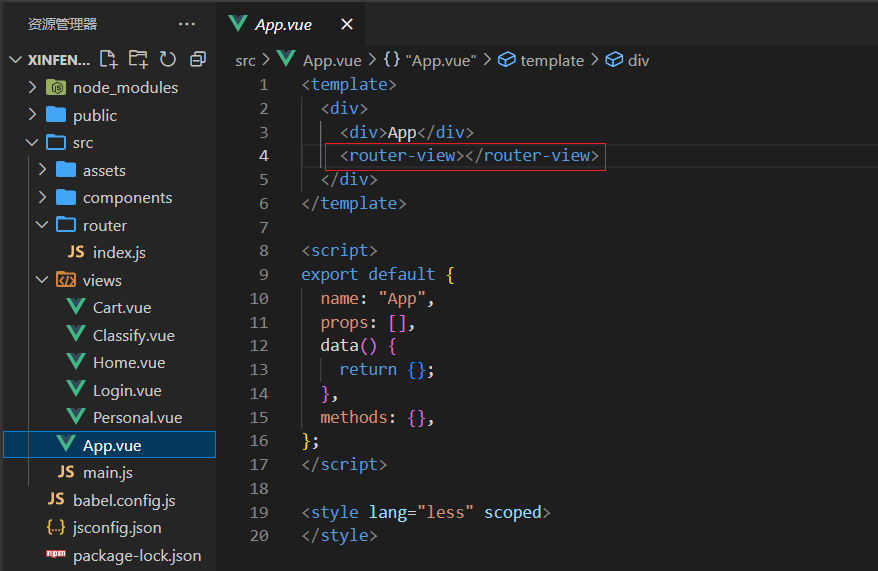 资源管理器 ···
XINFEN...
node_modules
public
src
assets
components
router
JS index.js
views
Cart.vue
Classify.vue
Home.vue
Login.vue
Personal.vue
App.vue
JS main.js
JS babel.config.js
{..} jsconfig.json
npm package-lock.json
App.vue ×
src > App.vue > {} "App.vue" > template > div
1 <template>
2 <div>
3 <div>App</div>
4 <router-view></router-view>
5 </div>
6 </template>
7
8 <script>
9 export default {
10 name: "App",
11 props: [],
12 data() {
13 return {};
14 },
15 methods: {},
16 };
17 </script>
18
19 <style lang="less" scoped>
20 </style>